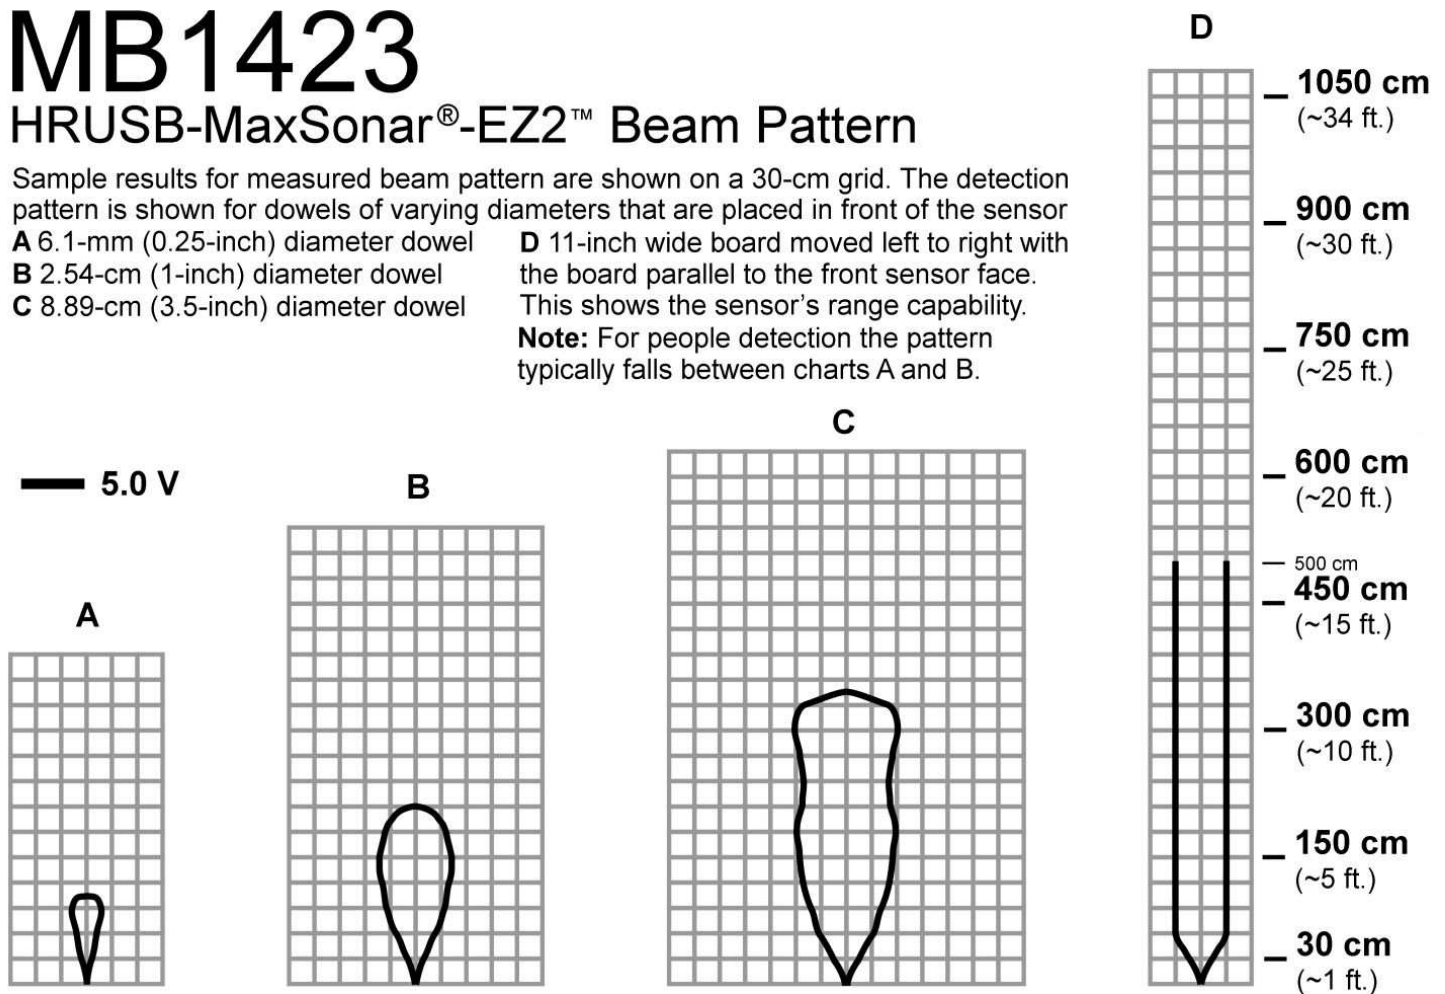 MB1423
HRUSB-MaxSonar®-EZ2™ Beam Pattern
Sample results for measured beam pattern are shown on a 30-cm grid. The detection
pattern is shown for dowels of varying diameters that are placed in front of the sensor
A 6.1-mm (0.25-inch) diameter dowel
B 2.54-cm (1-inch) diameter dowel
C 8.89-cm (3.5-inch) diameter dowel
D 11-inch wide board moved left to right with
the board parallel to the front sensor face.
This shows the sensor's range capability.
Note: For people detection the pattern
typically falls between charts A and B.
5.0 V
A
B
C
D
1050 cm
(~34 ft.)
900 cm
(~30 ft.)
750 cm
(~25 ft.)
600 cm
(~20 ft.)
500 cm
450 cm
(~15 ft.)
300 cm
(~10 ft.)
150 cm
(~5 ft.)
30 cm
(~1 ft.)